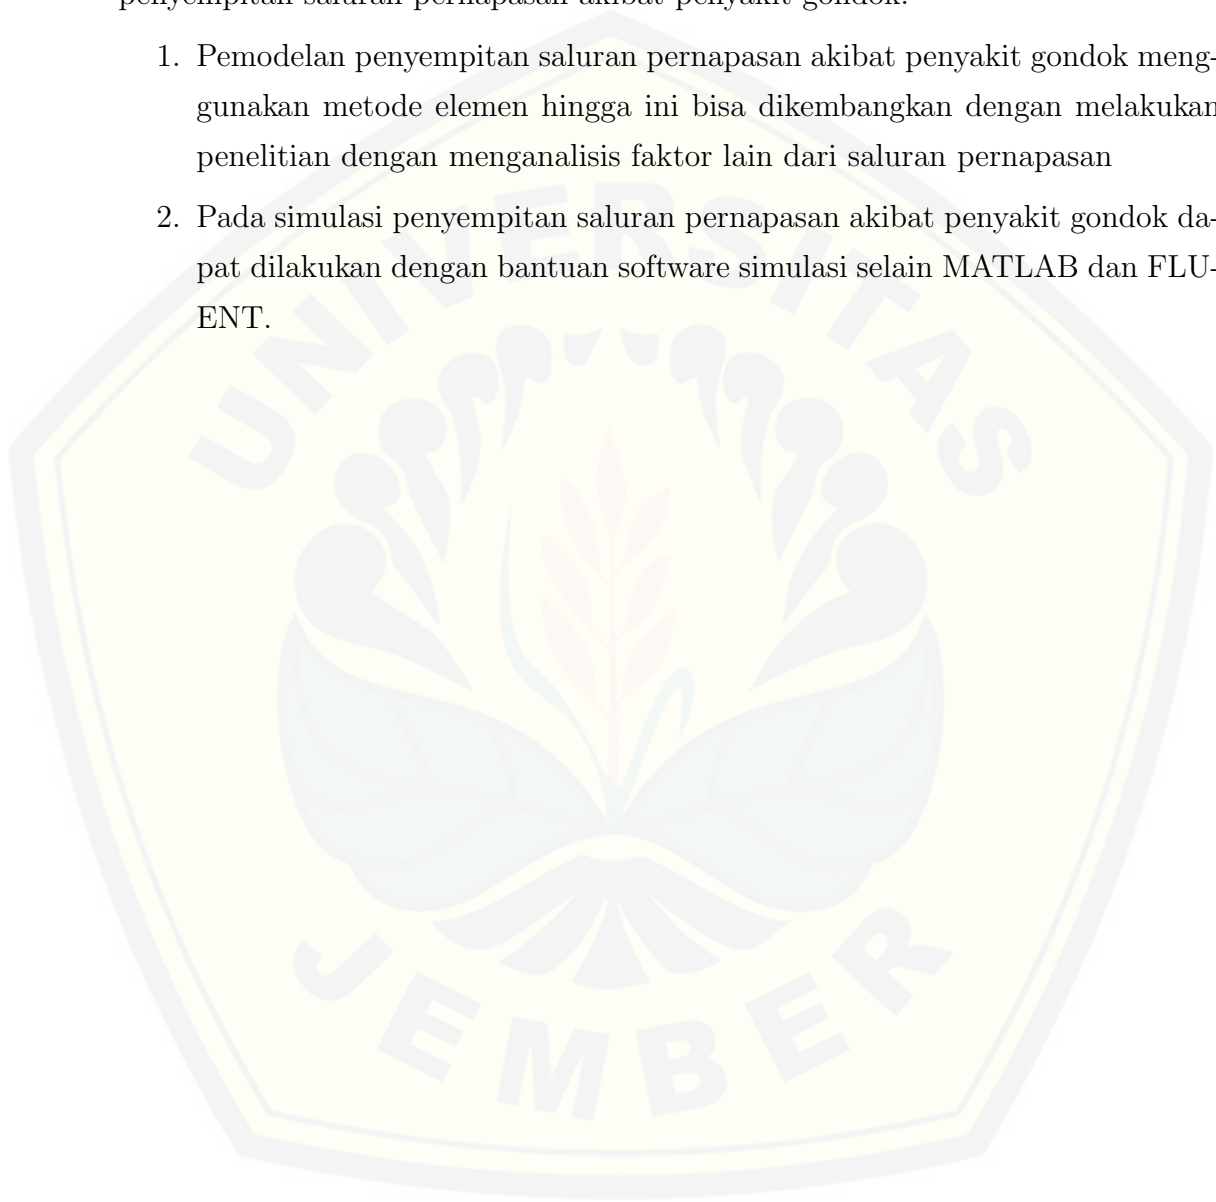 penyempitan saluran pernapasan akibat penyakit gondok.
1. Pemodelan penyempitan saluran pernapasan akibat penyakit gondok meng-
gunakan metode elemen hingga ini bisa dikembangkan dengan melakukan
penelitian dengan menganalisis faktor lain dari saluran pernapasan
2. Pada simulasi penyempitan saluran pernapasan akibat penyakit gondok da-
pat dilakukan dengan bantuan software simulasi selain MATLAB dan FLU-
ENT.
UNIVERSITAS
JEMBER